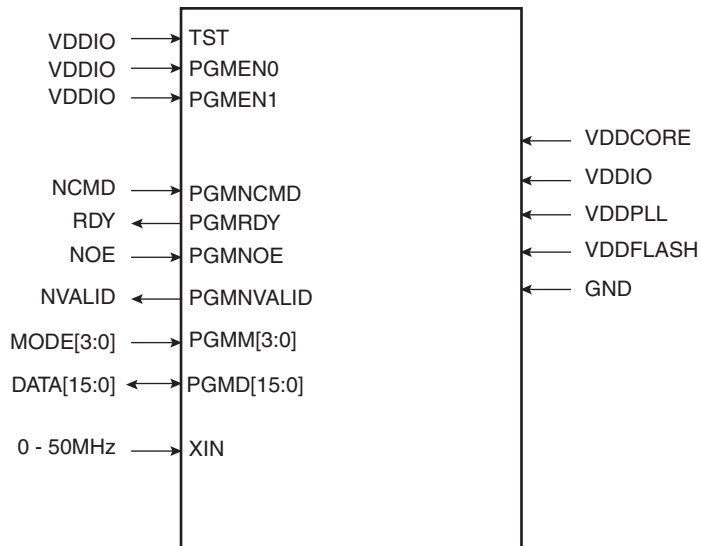 VDDIO TST
VDDIO PGMEN0
VDDIO PGMEN1
VDDCORE
VDDIO
NCMD PGMNCMD
VDDPLL
RDY PGMRDY
VDDFLASH
NOE PGMNOE
GND
NVALID PGMNVALID
MODE[3:0] PGMM[3:0]
DATA[15:0] PGMD[15:0]
0 - 50MHz XIN